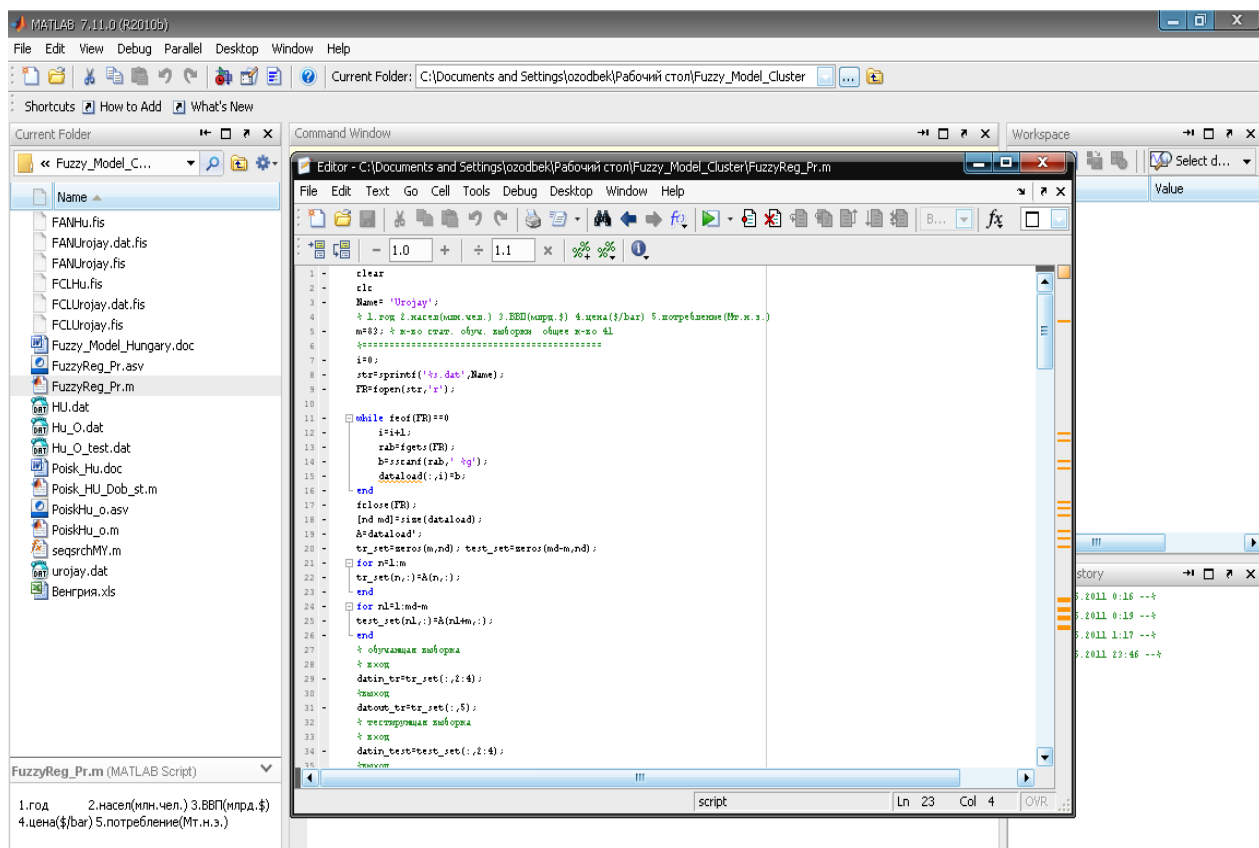 MATLAB 7.11.0 (R2010b)
File Edit View Debug Parallel Desktop Window Help
Current Folder: C:\Documents and Settings\ozodbek\Рабочий стол\Fuzzy_Model_Cluster
Shortcuts How to Add What's New
Current Folder
« Fuzzy_Model_C...
Name
FANHu.fis
FANUrojay.dat.fis
FANUrojay.fis
FCLHu.fis
FCLUrojay.dat.fis
FCLUrojay.fis
Fuzzy_Model_Hungary.doc
FuzzyReg_Pr.asv
FuzzyReg_Pr.m
HU.dat
Hu_O.dat
Hu_O_test.dat
Poisk_Hu.doc
Poisk_HU_Dob_st.m
PoiskHu_o.asv
PoiskHu_o.m
seqsrchMY.m
urojay.dat
Венгрия.xls
FuzzyReg_Pr.m (MATLAB Script)
1.год 2.насел(млн.чел.) 3.ВВП(млрд.$)
4.цена($/bar) 5.потребление(Мт.н.э.)
Command Window
Editor - C:\Documents and Settings\ozodbek\Рабочий стол\Fuzzy_Model_Cluster\FuzzyReg_Pr.m
File Edit Text Go Cell Tools Debug Desktop Window Help
B...
fx
− 1.0 + ÷ 1.1 ×
1 - clear
2 - clc
3 - Name= 'Urojay';
4 % 1.год 2.насел(млн.чел.) 3.ВВП(млрд.$) 4.цена($/bar) 5.потребление(Мт.н.э.)
5 - m=83; % к-во стат. обуч. выборки общее к-во 41
6 %============================================
7 - i=0;
8 - str=sprintf('%s.dat',Name);
9 - FR=fopen(str,'r');
10
11 - while feof(FR)==0
12 - i=i+1;
13 - rab=fgets(FR);
14 - b=sscanf(rab,' %g');
15 - dataload(:,i)=b;
16 - end
17 - fclose(FR);
18 - [nd md]=size(dataload);
19 - A=dataload';
20 - tr_set=zeros(m,nd); test_set=zeros(md-m,nd);
21 - for n=1:m
22 - tr_set(n,:)=A(n,:);
23 - end
24 - for n1=1:md-m
25 - test_set(n1,:)=A(n1+m,:);
26 - end
27 % обучающая выборка
28 % вход
29 - datin_tr=tr_set(:,2:4);
30 %выход
31 - datout_tr=tr_set(:,5);
32 % тестирующая выборка
33 % вход
34 - datin_test=test_set(:,2:4);
35 %выход
script Ln 23 Col 4 OVR
Workspace
Select d...
Value
story
5.2011 0:16 --%
5.2011 0:19 --%
5.2011 1:17 --%
5.2011 23:46 --%